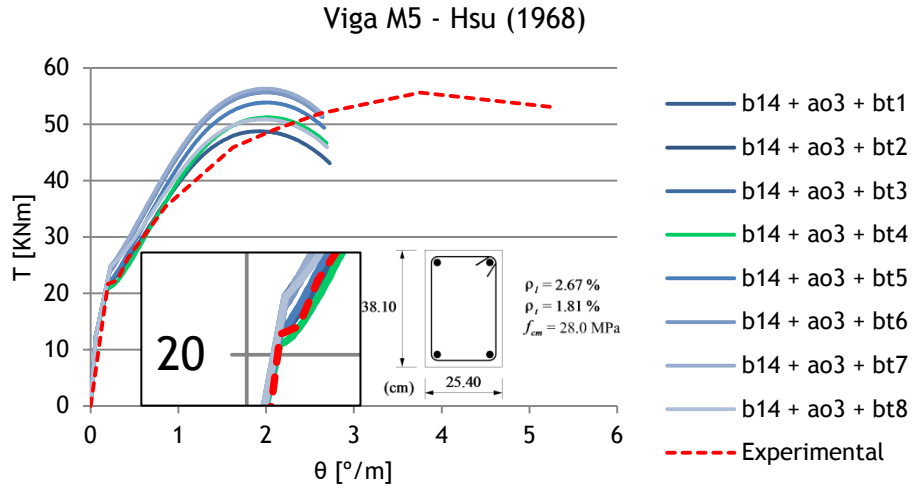 Viga M5 - Hsu (1968)
T [KNm]
60
50
40
30
20
10
0
0 1 2 3 4 5 6
θ [°/m]
20
38.10
(cm)
25.40
ρl = 2.67 %
ρt = 1.81 %
fcm = 28.0 MPa
b14 + ao3 + bt1
b14 + ao3 + bt2
b14 + ao3 + bt3
b14 + ao3 + bt4
b14 + ao3 + bt5
b14 + ao3 + bt6
b14 + ao3 + bt7
b14 + ao3 + bt8
Experimental